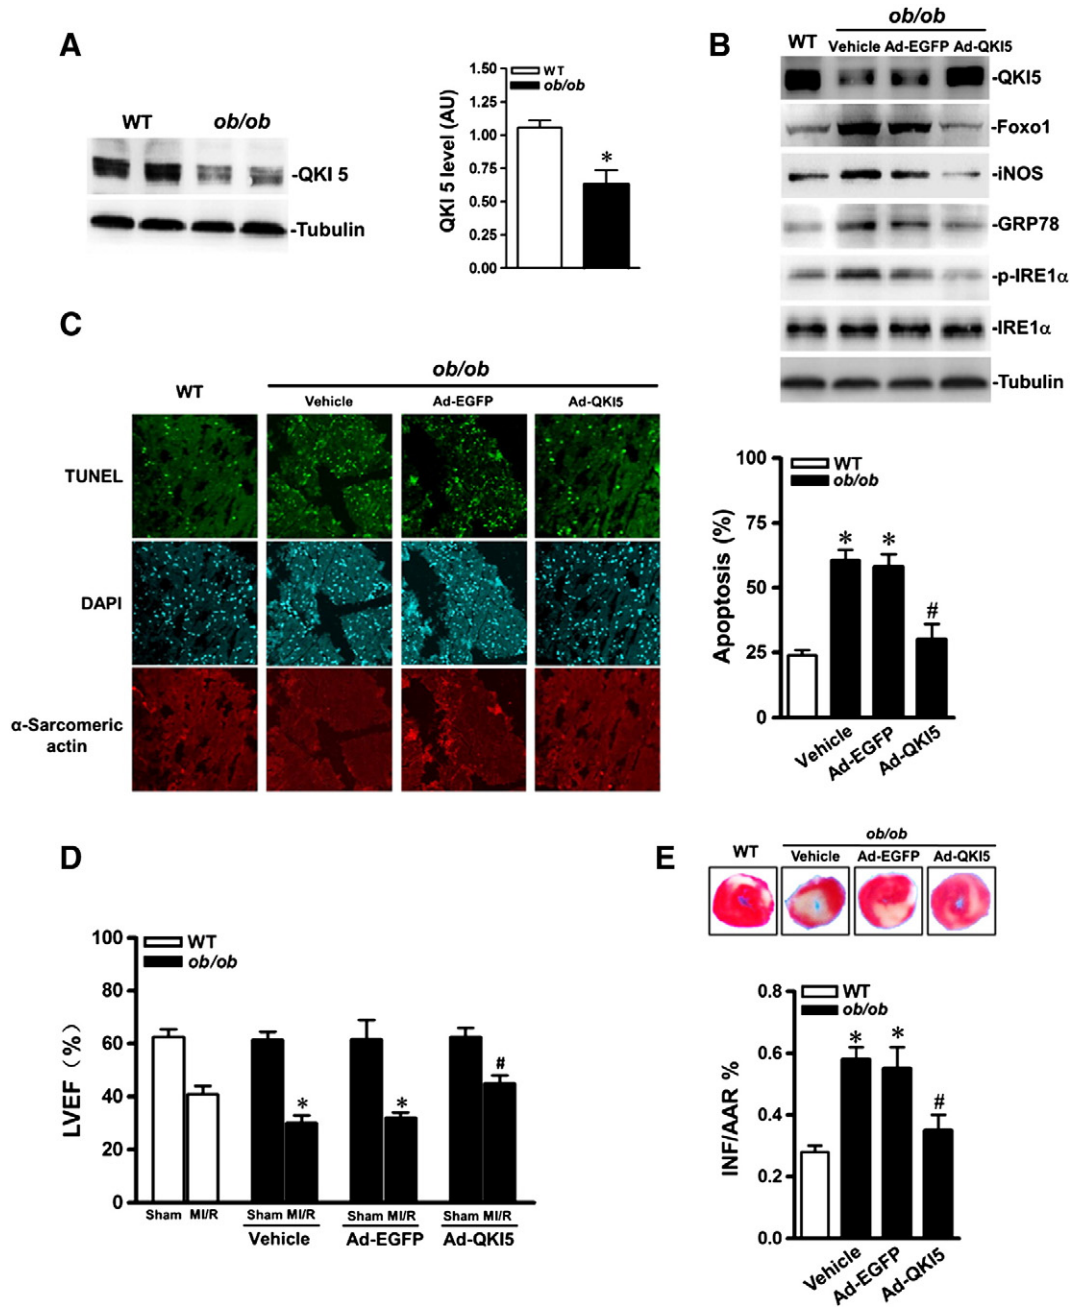 A
WT ob/ob
-QKI 5
-Tubulin
QKI 5 level (AU)
1.50
1.25
1.00
0.75
0.50
0.25
0.00
WT
ob/ob
*
B
ob/ob
WT Vehicle Ad-EGFP Ad-QKI5
-QKI5
-Foxo1
-iNOS
-GRP78
-p-IRE1α
-IRE1α
-Tubulin
C
ob/ob
WT
Vehicle Ad-EGFP Ad-QKI5
TUNEL
DAPI
α-Sarcomeric
actin
Apoptosis (%)
100
75
50
25
0
WT
ob/ob
* * #
Vehicle
Ad-EGFP
Ad-QKI5
D
LVEF (%)
100
80
60
40
20
0
WT
ob/ob
* * #
Sham MI/R Sham MI/R Sham MI/R Sham MI/R
Vehicle Ad-EGFP Ad-QKI5
E
ob/ob
WT Vehicle Ad-EGFP Ad-QKI5
INF/AAR %
0.8
0.6
0.4
0.2
0.0
WT
ob/ob
* * #
Vehicle
Ad-EGFP
Ad-QKI5